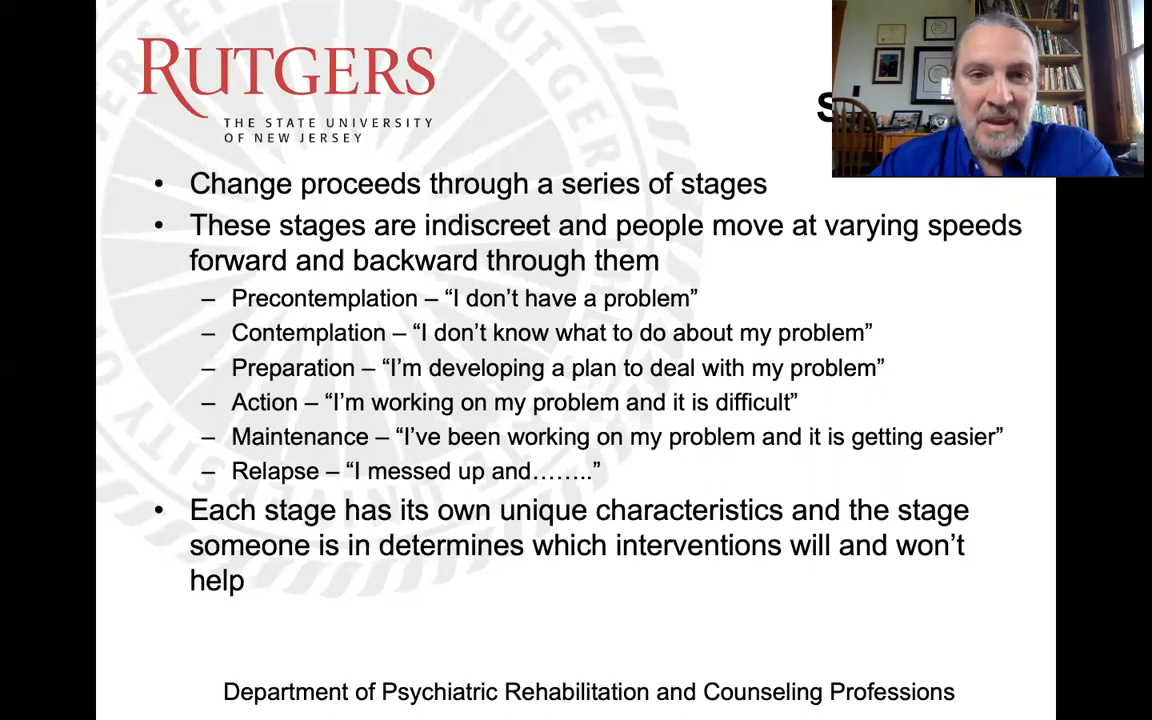 RUTGERS
THE STATE UNIVERSITY
OF NEW JERSEY
• Change proceeds through a series of stages
• These stages are indiscreet and people move at varying speeds
forward and backward through them
– Precontemplation – “I don’t have a problem”
– Contemplation – “I don’t know what to do about my problem”
– Preparation – “I’m developing a plan to deal with my problem”
– Action – “I’m working on my problem and it is difficult”
– Maintenance – “I’ve been working on my problem and it is getting easier”
– Relapse – “I messed up and……..”
• Each stage has its own unique characteristics and the stage
someone is in determines which interventions will and won’t
help
Department of Psychiatric Rehabilitation and Counseling Professions